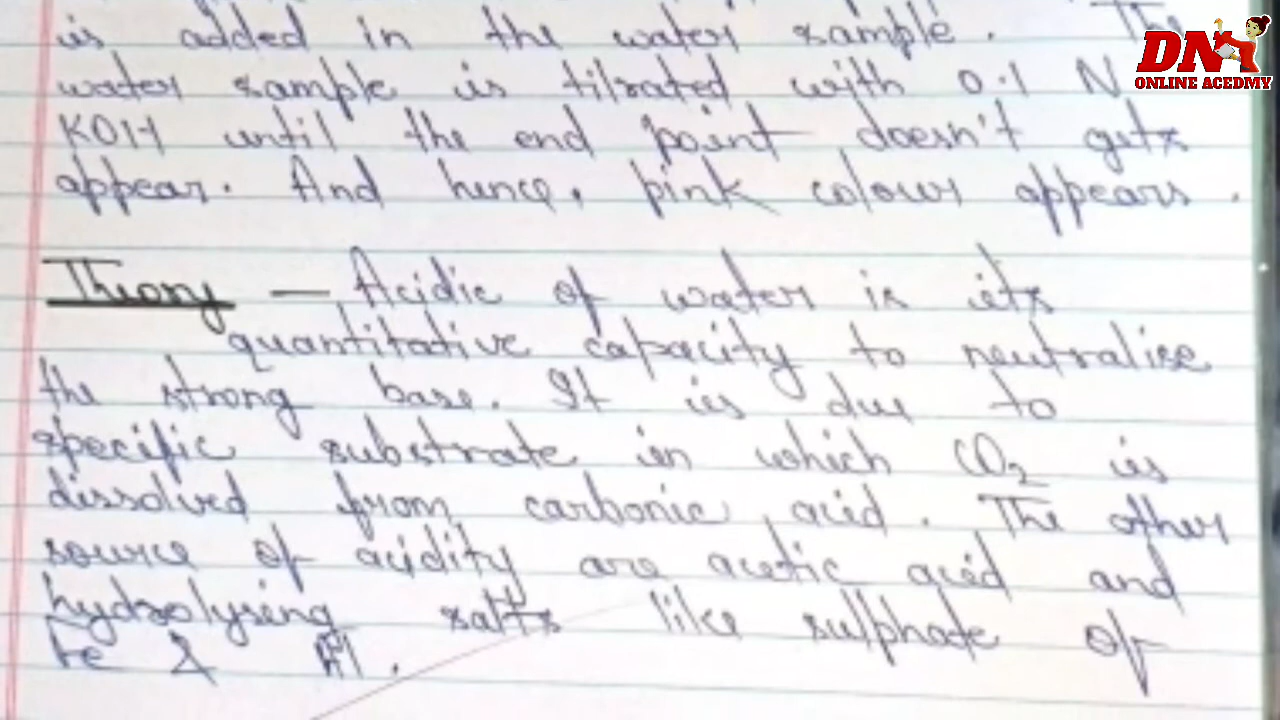 is added in the water sample. The
DNA
ONLINE ACEDMY
water sample is titrated with 0.1 N
KOH until the end point doesn't gets
appear. And hence, pink colour appears.
Theory — Acidic of water is its
quantitative capacity to neutralise
the strong base. It is due to
specific substrate in which CO2 is
dissolved from carbonic acid. The other
source of acidity are acetic acid and
hydrolysing salts like sulphate of
Fe & Al.